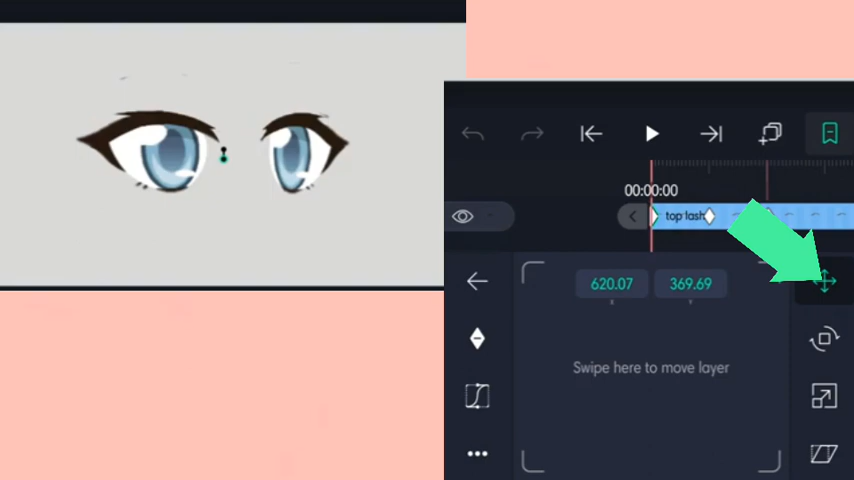 00:00:00
top lash
620.07 369.69
X Y
Swipe here to move layer